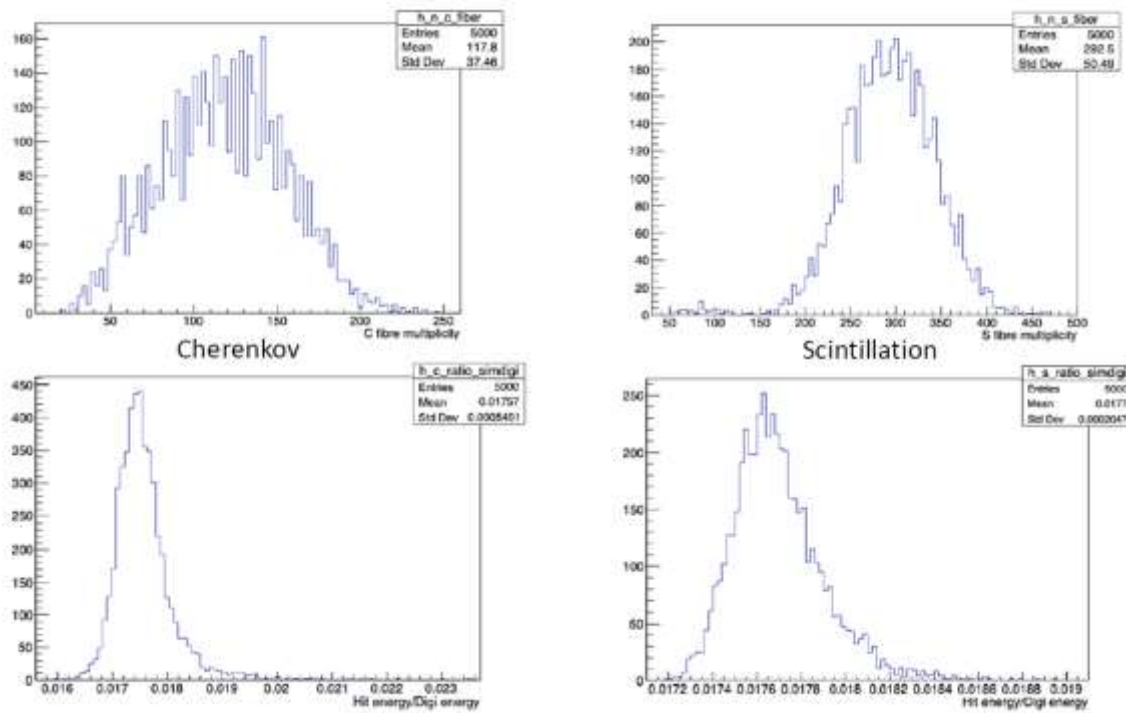 h_n_c_fiber
Entries 5000
Mean 117.8
Std Dev 37.46
160
140
120
100
80
60
40
20
0
50 100 150 200 250
C fibre multiplicity
Cherenkov
h_n_s_fiber
Entries 5000
Mean 292.5
Std Dev 50.49
200
180
160
140
120
100
80
60
40
20
0
50 100 150 200 250 300 350 400 450 500
S fibre multiplicity
Scintillation
h_c_ratio_simdigi
Entries 5000
Mean 0.01757
Std Dev 0.0005401
450
400
350
300
250
200
150
100
50
0
0.016 0.017 0.018 0.019 0.02 0.021 0.022 0.023
Hit energy/Digi energy
h_s_ratio_simdigi
Entries 5000
Mean 0.0177
Std Dev 0.0002047
250
200
150
100
50
0
0.0172 0.0174 0.0176 0.0178 0.018 0.0182 0.0184 0.0186 0.0188 0.019
Hit energy/Digi energy